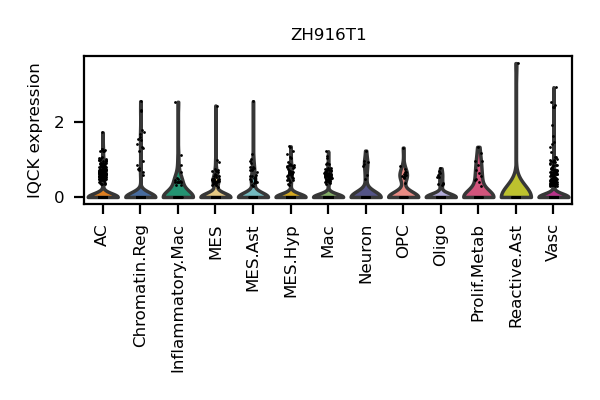 ZH916T1
IQCK expression
2
0
AC
Chromatin.Reg
Inflammatory.Mac
MES
MES.Ast
MES.Hyp
Mac
Neuron
OPC
Oligo
Prolif.Metab
Reactive.Ast
Vasc